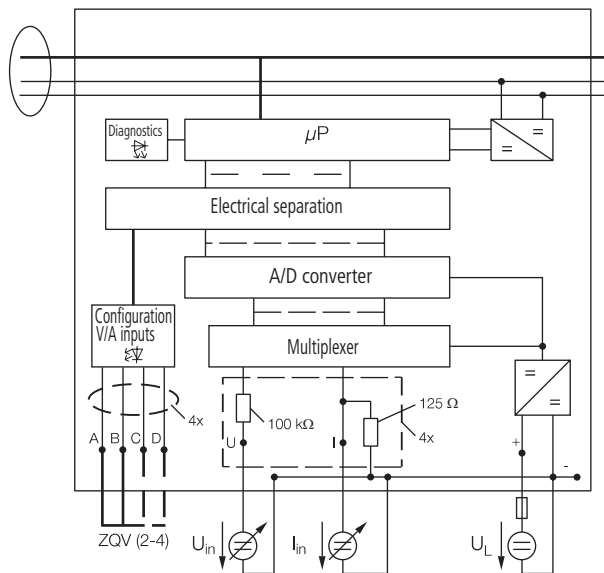 Diagnostics
µP
=
=
Electrical separation
A/D converter
Configuration
V/A inputs
Multiplexer
=
=
100 kΩ
125 Ω
4x
4x
A B C D
U
I
+
-
ZQV (2-4)
Uin
Iin
UL